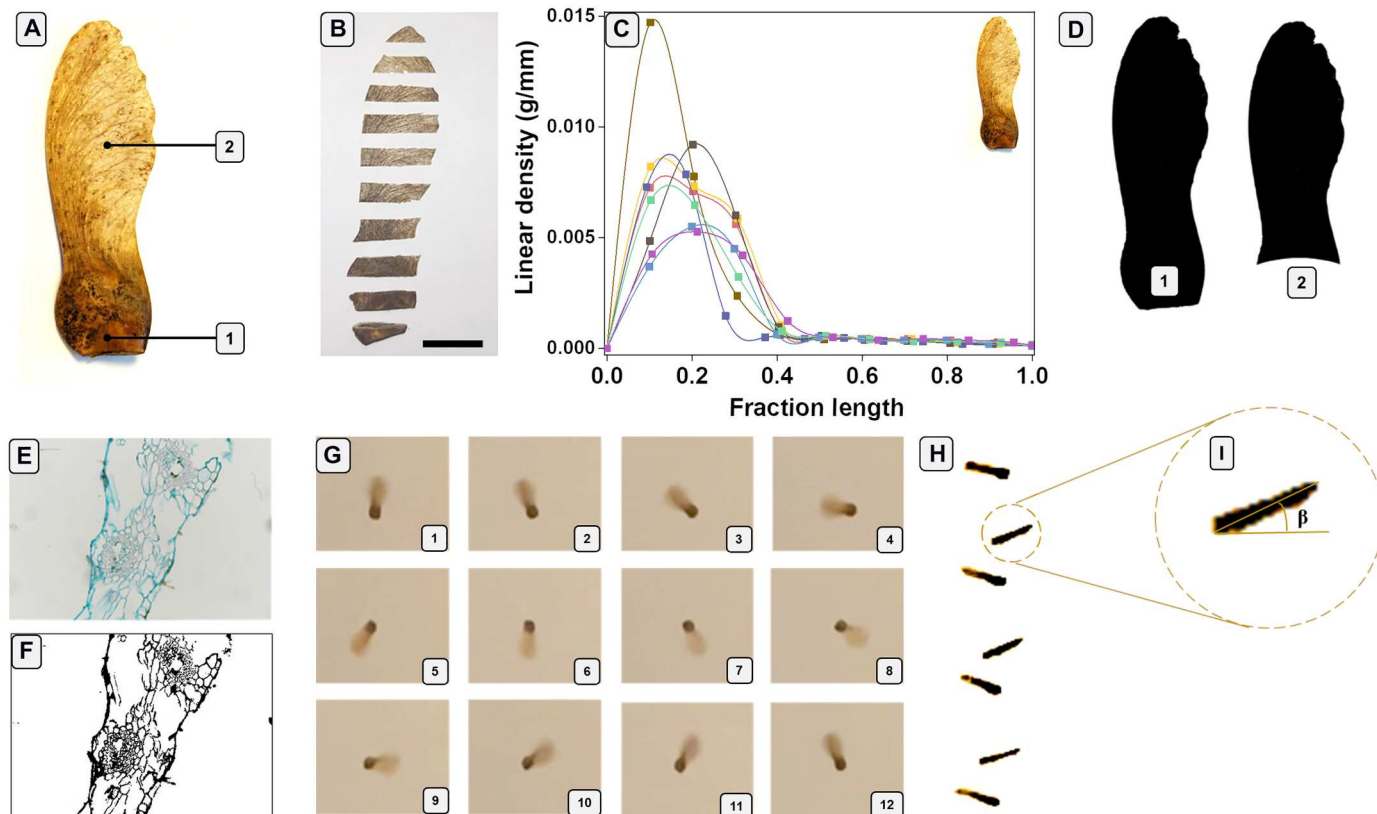 A
2
1
B
C
Linear density (g/mm)
0.015
0.010
0.005
0.000
0.0 0.2 0.4 0.6 0.8 1.0
Fraction length
D
1
2
E
F
G
1 2 3 4
5 6 7 8
9 10 11 12
H
I
β